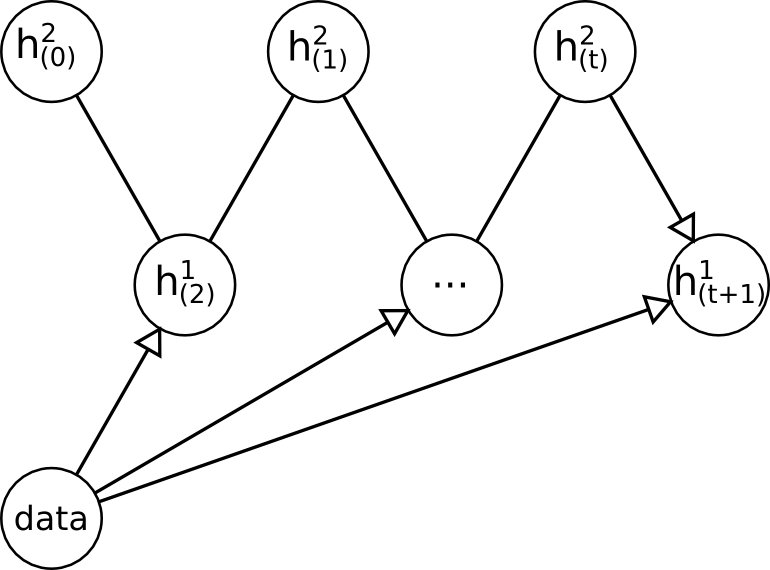 h²₍₀₎ h²₍₁₎ h²₍t₎
h¹₍₂₎ ... h¹₍t+1₎
data